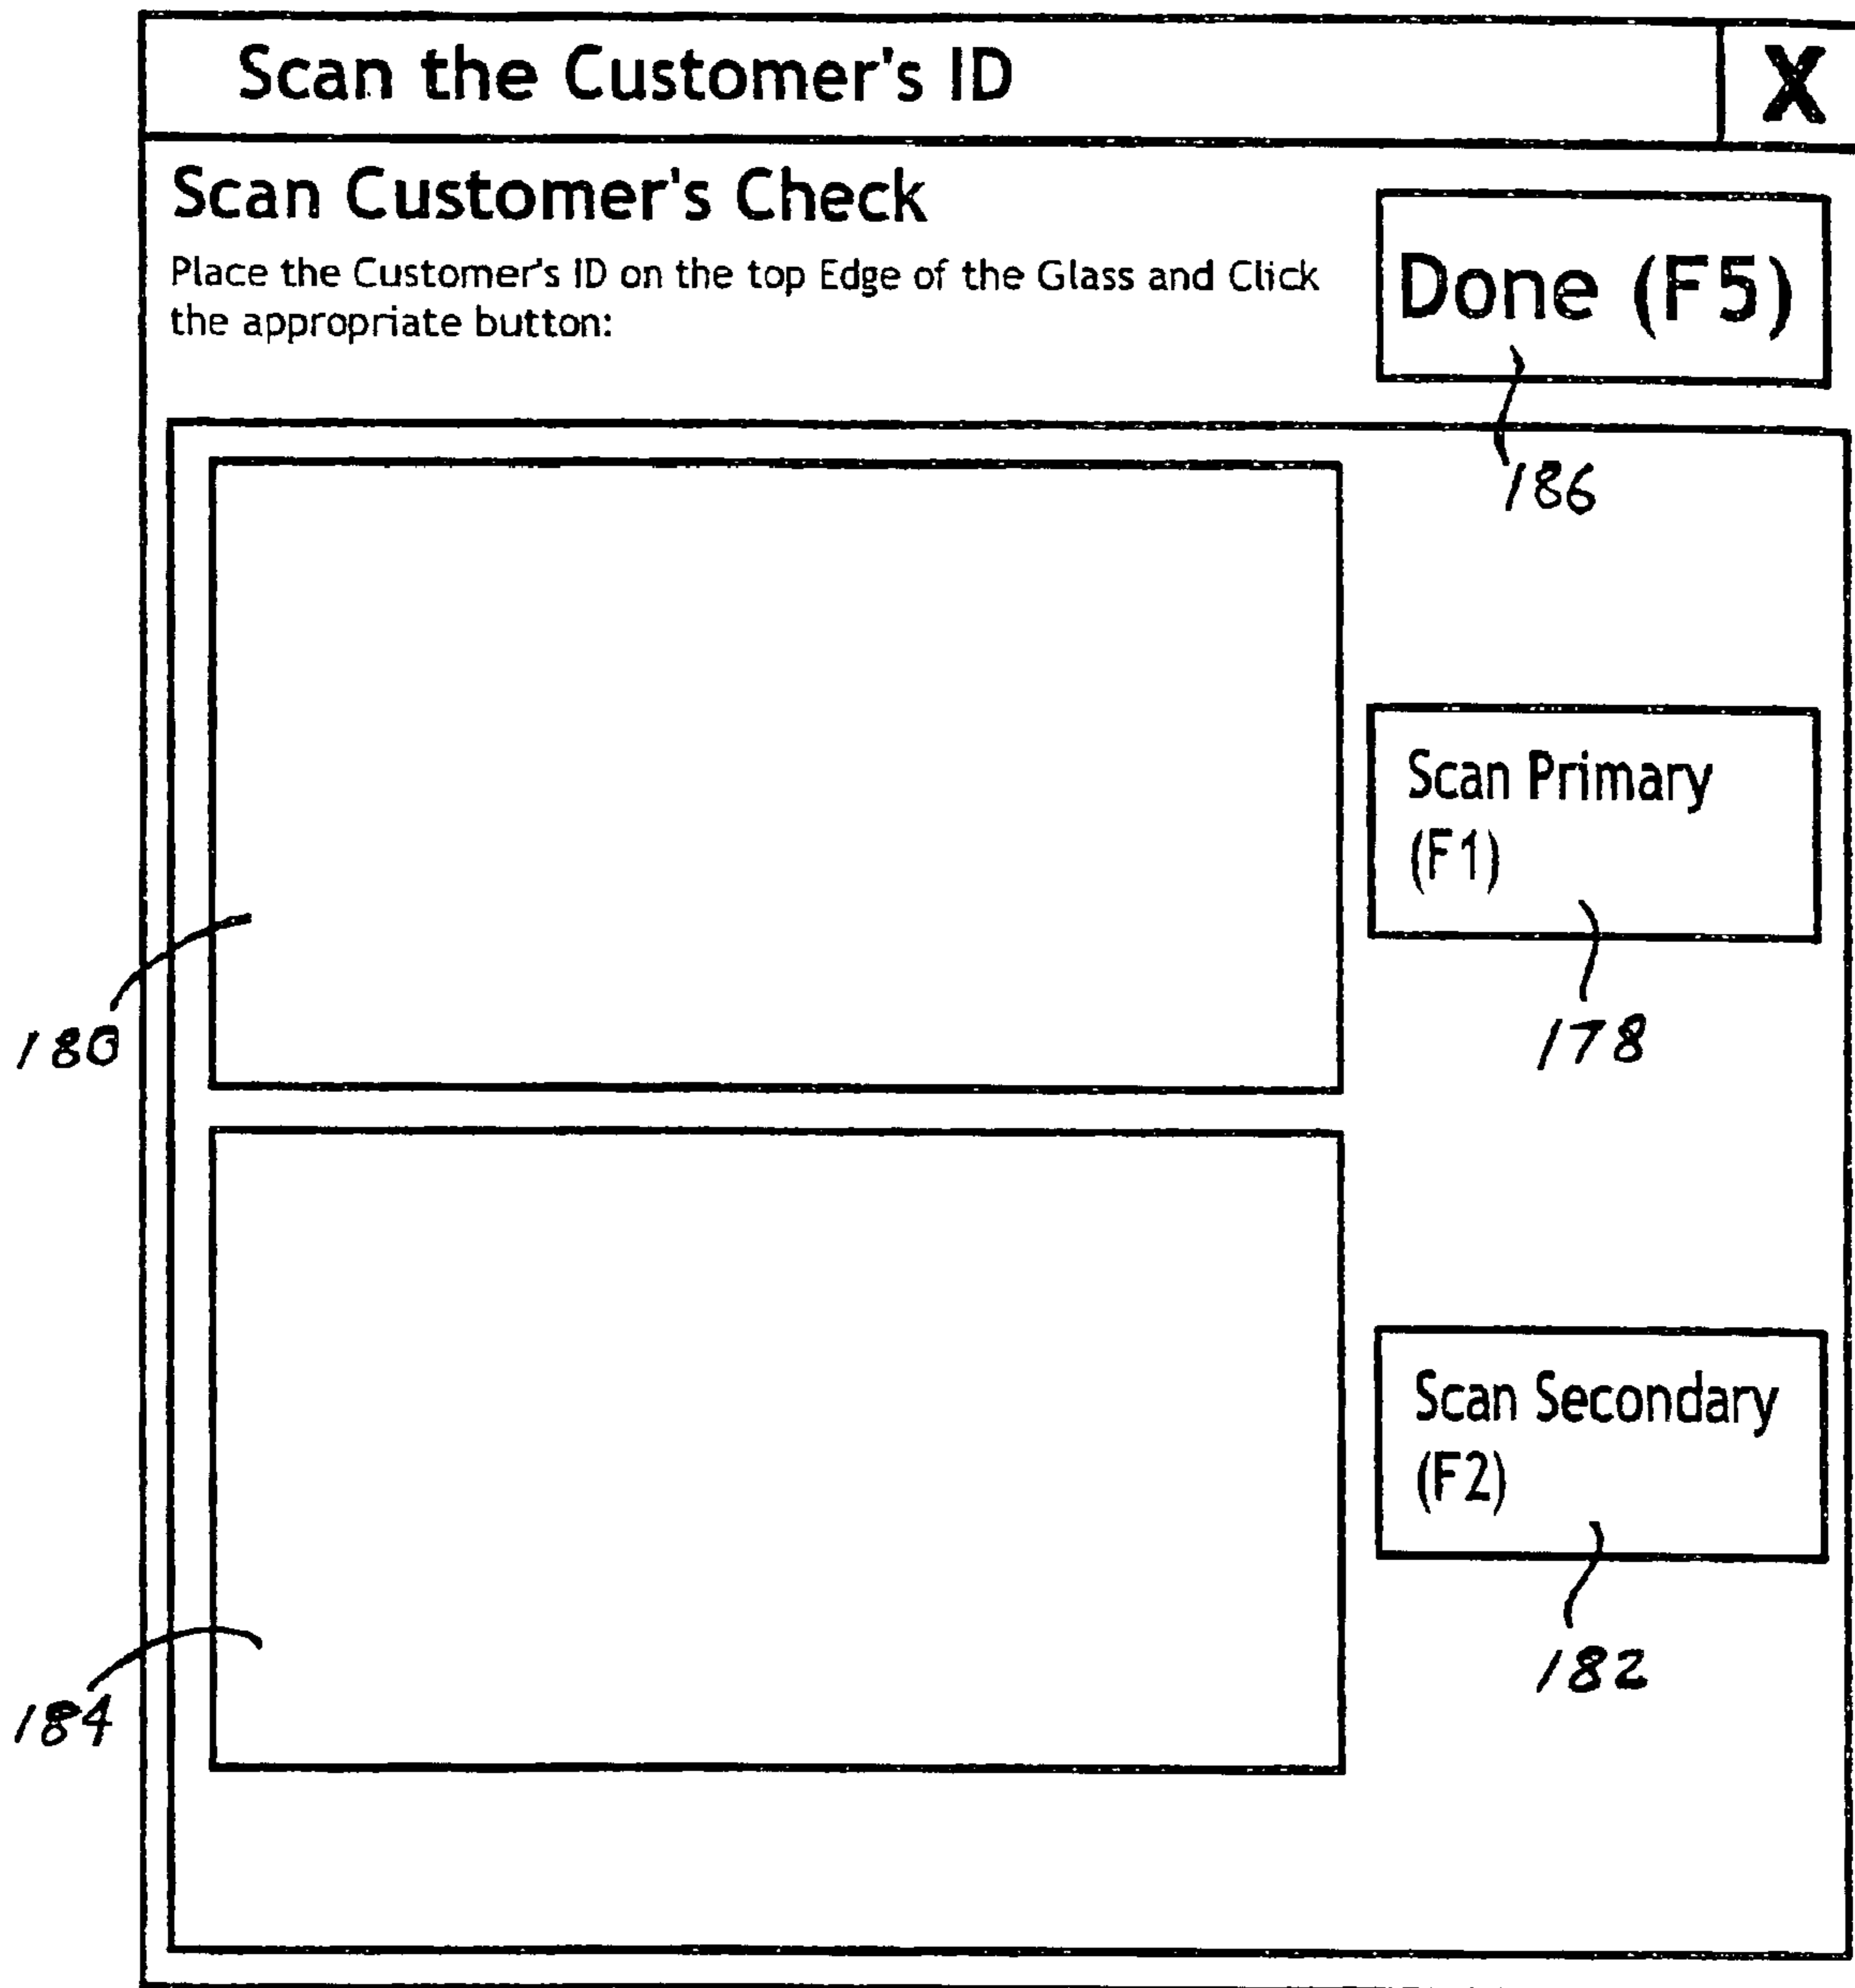 Scan the Customer's ID X
Scan Customer's Check
Place the Customer's ID on the top Edge of the Glass and Click
the appropriate button:
Done (F5)
186
Scan Primary
(F1)
180
178
Scan Secondary
(F2)
182
184